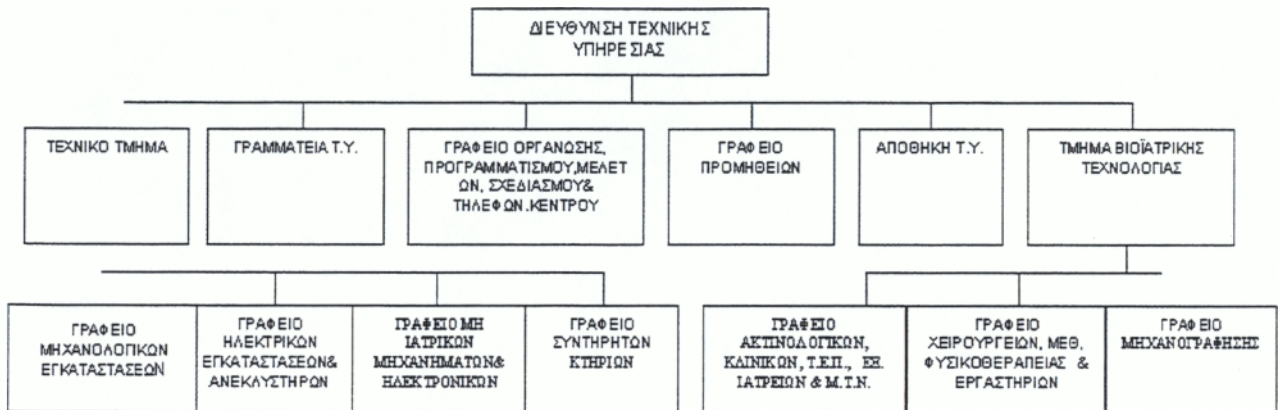 ΔΙΕΥΘΥΝΣΗ ΤΕΧΝΙΚΗΣ
ΥΠΗΡΕΣΙΑΣ
ΤΕΧΝΙΚΟ ΤΜΗΜΑ
ΓΡΑΜΜΑΤΕΙΑ Τ.Υ.
ΓΡΑΦΕΙΟ ΟΡΓΑΝΩΣΗΣ,
ΠΡΟΓΡΑΜΜΑΤΙΣΜΟΥ,ΜΕΛΕΤ
ΩΝ, ΣΧΕΔΙΑΣΜΟΥ&
ΤΗΛΕΦΩΝ.ΚΕΝΤΡΟΥ
ΓΡΑΦΕΙΟ
ΠΡΟΜΗΘΕΙΩΝ
ΑΠΟΘΗΚΗ Τ.Υ.
ΤΜΗΜΑ ΒΙΟΪΑΤΡΙΚΗΣ
ΤΕΧΝΟΛΟΓΙΑΣ
ΓΡΑΦΕΙΟ
ΜΗΧΑΝΟΛΟΓΙΚΩΝ
ΕΓΚΑΤΑΣΤΑΣΕΩΝ
ΓΡΑΦΕΙΟ
ΗΛΕΚΤΡΙΚΩΝ
ΕΓΚΑΤΑΣΤΑΣΕΩΝ&
ΑΝΕΚΛΥΣΤΗΡΩΝ
ΓΡΑΦΕΙΟ ΜΗ
ΙΑΤΡΙΚΩΝ
ΜΗΧΑΝΗΜΑΤΩΝ&
ΗΛΕΚΤΡΟΝΙΚΩΝ
ΓΡΑΦΕΙΟ
ΣΥΝΤΗΡΗΤΩΝ
ΚΤΗΡΙΩΝ
ΓΡΑΦΕΙΟ
ΑΚΤΙΝΟΛΟΓΙΚΩΝ,
ΚΛΙΝΙΚΩΝ, Τ.ΕΠ., ΕΞ.
ΙΑΤΡΕΙΩΝ & Μ.Τ.Ν.
ΓΡΑΦΕΙΟ
ΧΕΙΡΟΥΡΓΕΙΩΝ, ΜΕΘ,
ΦΥΣΙΚΟΘΕΡΑΠΕΙΑΣ &
ΕΡΓΑΣΤΗΡΙΩΝ
ΓΡΑΦΕΙΟ
ΜΗΧΑΝΟΓΡΑΦΗΣΗΣ